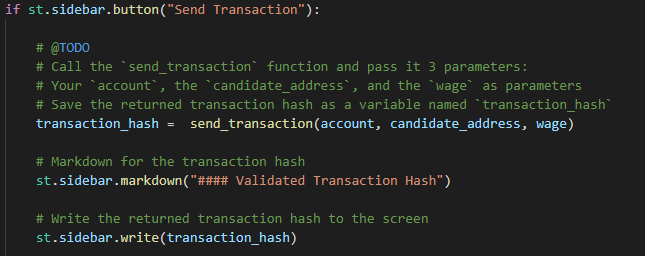 if st.sidebar.button("Send Transaction"):
# @TODO
# Call the `send_transaction` function and pass it 3 parameters:
# Your `account`, the `candidate_address`, and the `wage` as parameters
# Save the returned transaction hash as a variable named `transaction_hash`
transaction_hash =  send_transaction(account, candidate_address, wage)
# Markdown for the transaction hash
st.sidebar.markdown("#### Validated Transaction Hash")
# Write the returned transaction hash to the screen
st.sidebar.write(transaction_hash)